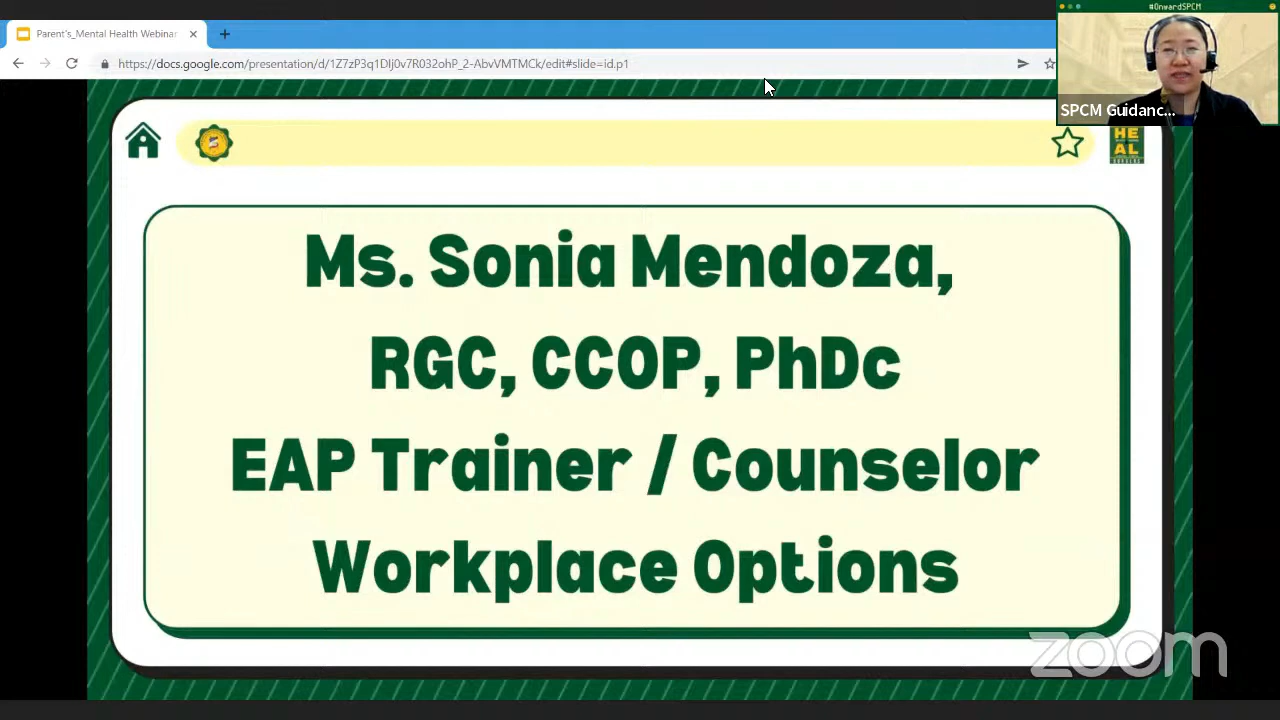 #OnwardSPCM
Parent's_Mental Health Webinar
https://docs.google.com/presentation/d/1Z7zP3q1DIj0v7R032ohP_2-AbvVMTMCk/edit#slide=id.p1
SPCM Guidanc...
HE
AL
Ms. Sonia Mendoza,
RGC, CCOP, PhDc
EAP Trainer / Counselor
Workplace Options
zoom